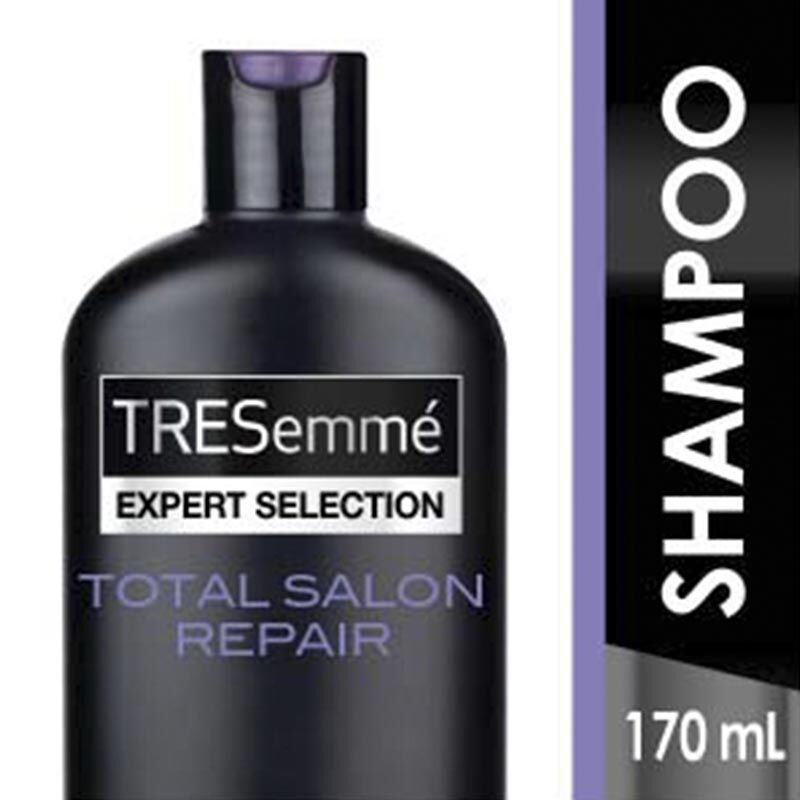 TRESemmé
EXPERT SELECTION
TOTAL SALON
REPAIR
SHAMPOO
170 mL